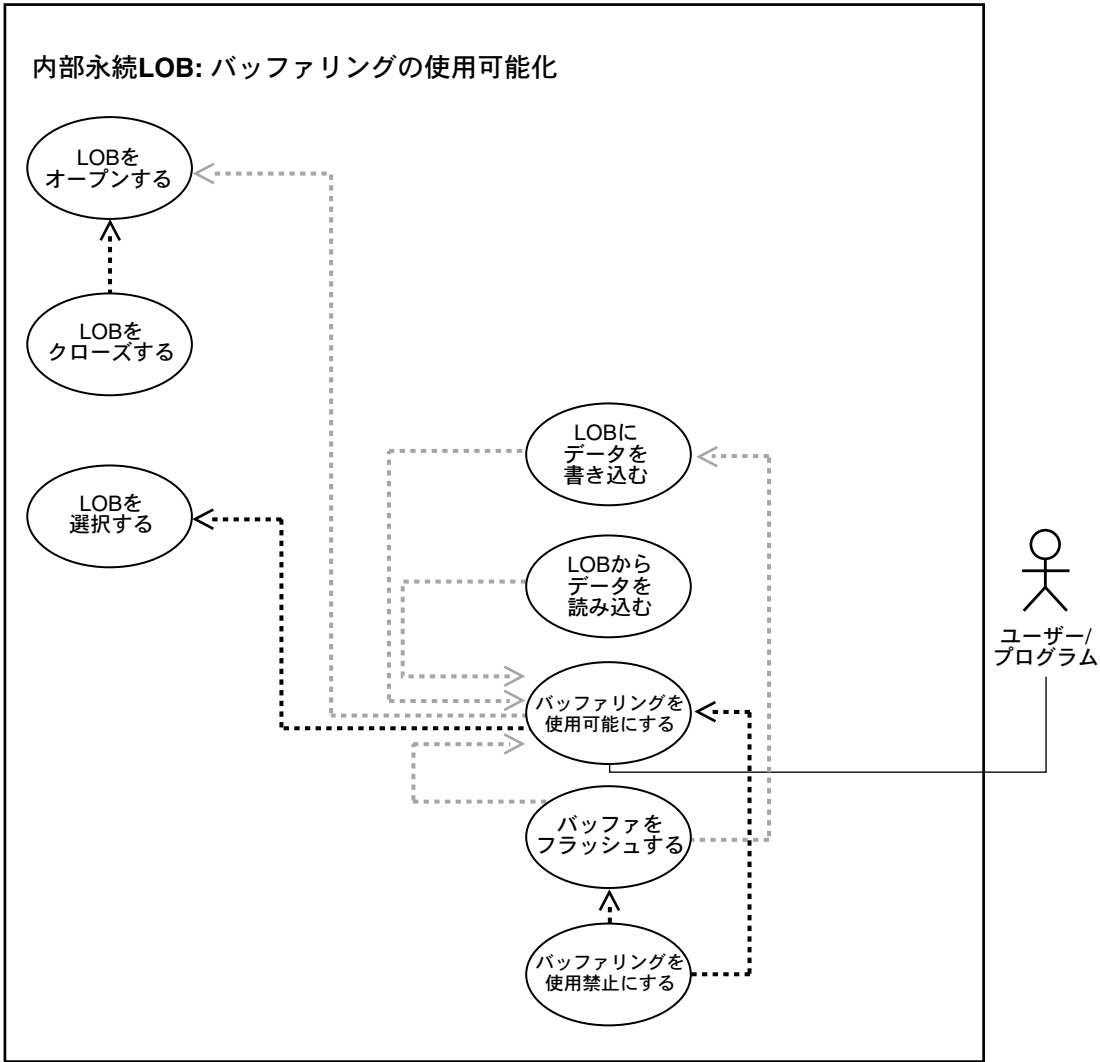 内部永続LOB: バッファリングの使用可能化
LOBを
オープンする
LOBを
クローズする
LOBを
選択する
LOBに
データを
書き込む
LOBから
データを
読み込む
バッファリングを
使用可能にする
バッファを
フラッシュする
バッファリングを
使用禁止にする
ユーザー/
プログラム